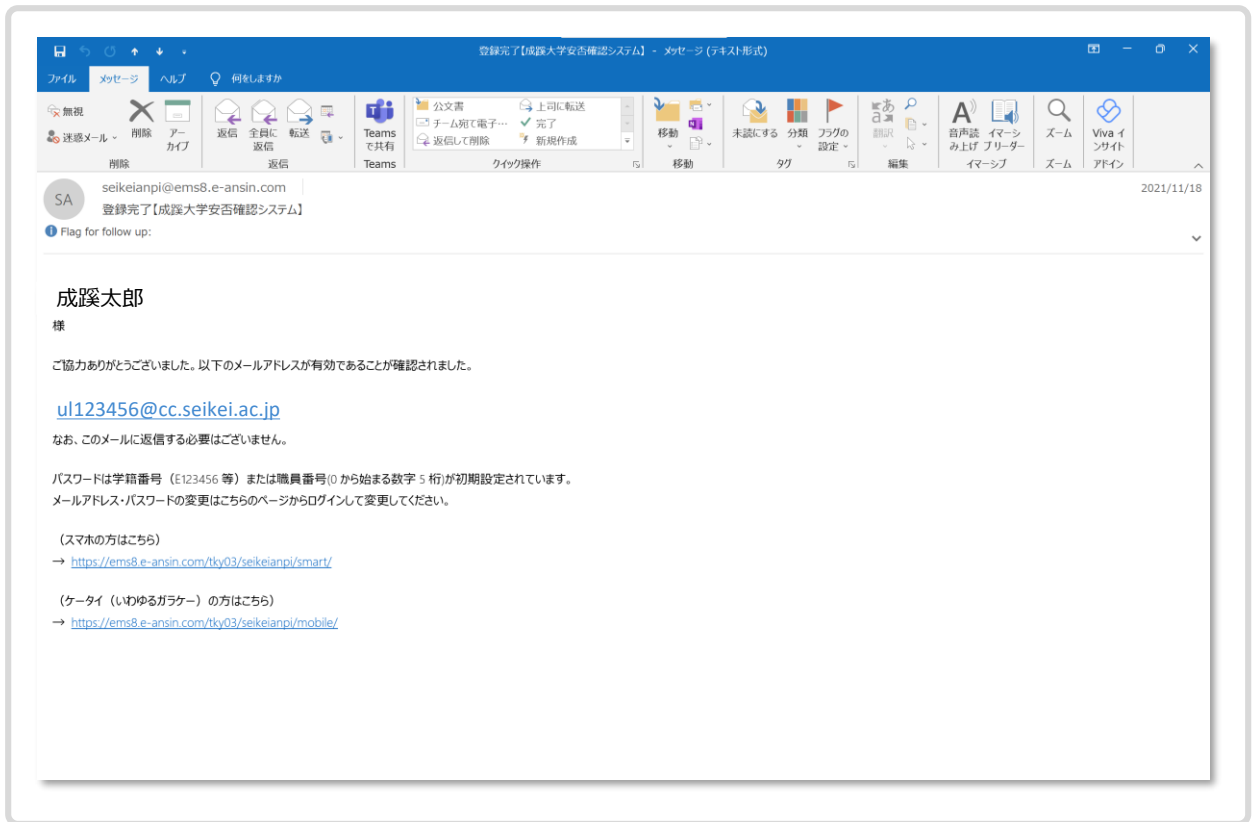 登録完了【成蹊大学安否確認システム】 - メッセージ (テキスト形式)
ファイル メッセージ ヘルプ 何をしますか
無視
迷惑メール
削除
アーカイブ
削除
返信
全員に返信
転送
返信
Teams で共有
Teams
公文書
チーム宛て電子…
返信して削除
上司に転送
完了
新規作成
クイック操作
移動
移動
未読にする
分類
フラグの設定
タグ
翻訳
編集
音声読み上げ
イマーシブ リーダー
イマーシブ
ズーム
ズーム
Viva インサイト
アドイン
SA
seikeianpi@ems8.e-ansin.com
2021/11/18
登録完了【成蹊大学安否確認システム】
Flag for follow up:
成蹊太郎
様
ご協力ありがとうございました。以下のメールアドレスが有効であることが確認されました。
ul123456@cc.seikei.ac.jp
なお、このメールに返信する必要はございません。
パスワードは学籍番号（E123456 等）または職員番号(0 から始まる数字 5 桁)が初期設定されています。
メールアドレス・パスワードの変更はこちらのページからログインして変更してください。
（スマホの方はこちら）
→ https://ems8.e-ansin.com/tky03/seikeianpi/smart/
（ケータイ（いわゆるガラケー）の方はこちら）
→ https://ems8.e-ansin.com/tky03/seikeianpi/mobile/